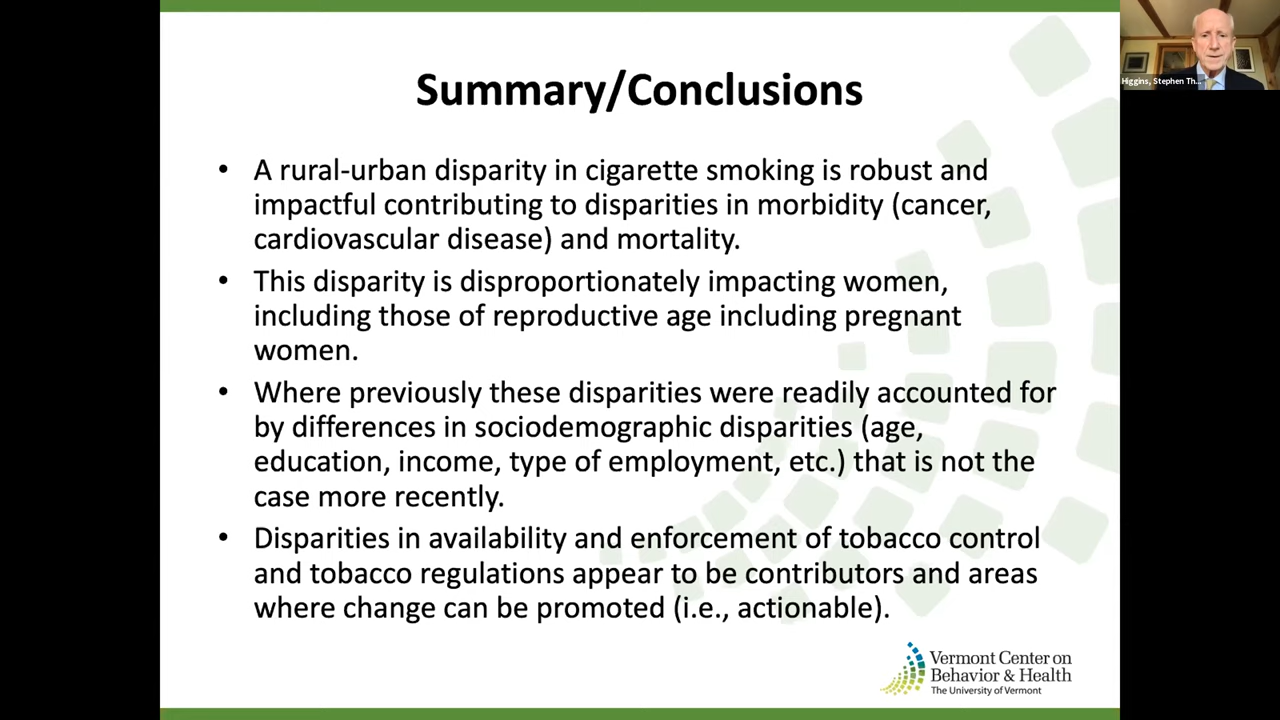 Summary/Conclusions
• A rural-urban disparity in cigarette smoking is robust and
impactful contributing to disparities in morbidity (cancer,
cardiovascular disease) and mortality.
• This disparity is disproportionately impacting women,
including those of reproductive age including pregnant
women.
• Where previously these disparities were readily accounted for
by differences in sociodemographic disparities (age,
education, income, type of employment, etc.) that is not the
case more recently.
• Disparities in availability and enforcement of tobacco control
and tobacco regulations appear to be contributors and areas
where change can be promoted (i.e., actionable).
Vermont Center on
Behavior & Health
The University of Vermont
Higgins, Stephen Th...